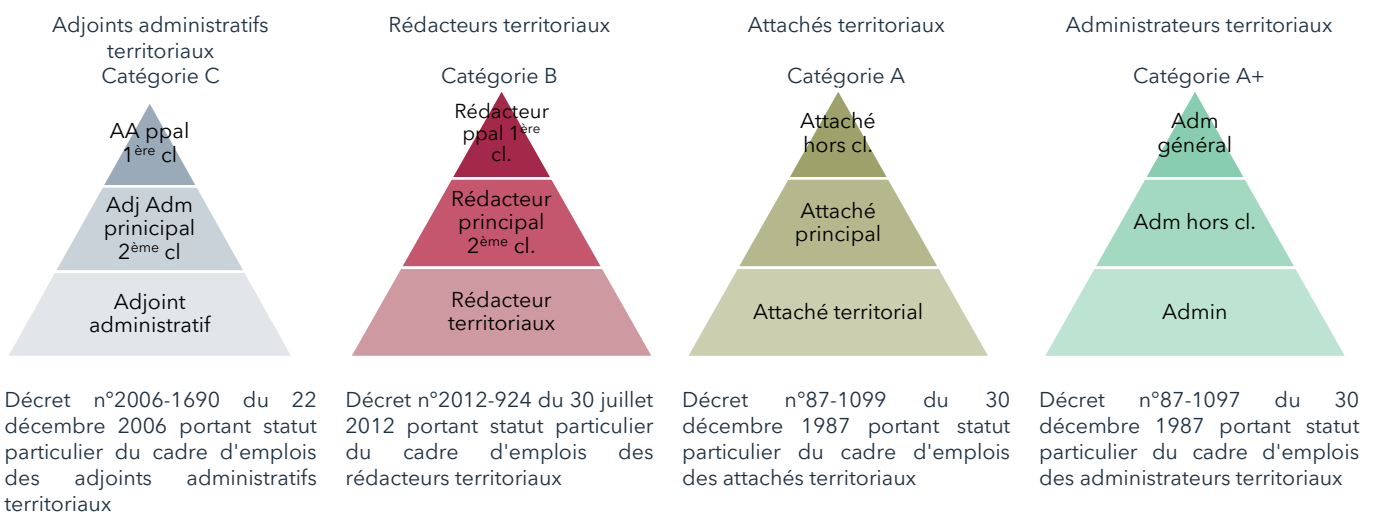 Adjoints administratifs
territoriaux
Catégorie C
AA ppal
1ère cl
Adj Adm
prinicipal
2ème cl
Adjoint
administratif
Décret n°2006-1690 du 22
décembre 2006 portant statut
particulier du cadre d'emplois
des adjoints administratifs
territoriaux
Rédacteurs territoriaux
Catégorie B
Rédacteur
ppal 1ère
cl.
Rédacteur
principal
2ème cl.
Rédacteur
territoriaux
Décret n°2012-924 du 30 juillet
2012 portant statut particulier
du cadre d'emplois des
rédacteurs territoriaux
Attachés territoriaux
Catégorie A
Attaché
hors cl.
Attaché
principal
Attaché territorial
Décret n°87-1099 du 30
décembre 1987 portant statut
particulier du cadre d'emplois
des attachés territoriaux
Administrateurs territoriaux
Catégorie A+
Adm
général
Adm hors cl.
Admin
Décret n°87-1097 du 30
décembre 1987 portant statut
particulier du cadre d'emplois
des administrateurs territoriaux